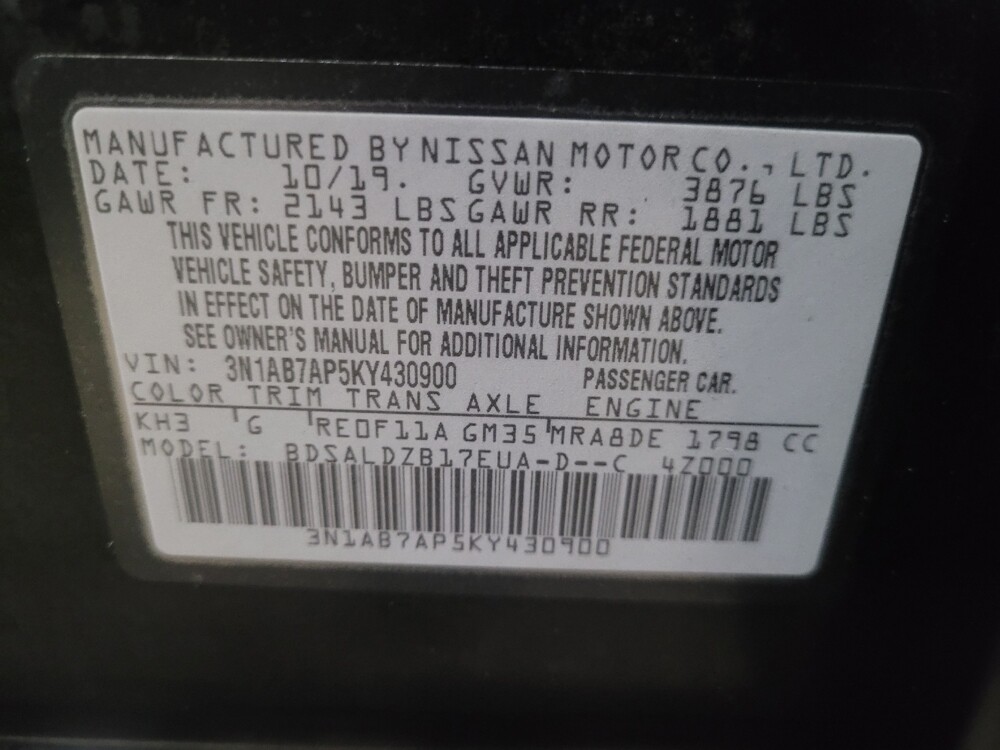 MANUFACTURED BY NISSAN MOTOR CO., LTD.
DATE: 10/19. GVWR: 3876 LBS
GAWR FR: 2143 LBS GAWR RR: 1881 LBS
THIS VEHICLE CONFORMS TO ALL APPLICABLE FEDERAL MOTOR
VEHICLE SAFETY, BUMPER AND THEFT PREVENTION STANDARDS
IN EFFECT ON THE DATE OF MANUFACTURE SHOWN ABOVE.
SEE OWNER'S MANUAL FOR ADDITIONAL INFORMATION.
VIN: 3N1AB7AP5KY430900 PASSENGER CAR.
COLOR TRIM TRANS AXLE ENGINE
KH3 G RE0F11A GM35 MRA8DE 1798 CC
MODEL: BDSALDZB17EUA-D--C 4Z000
3N1AB7AP5KY430900